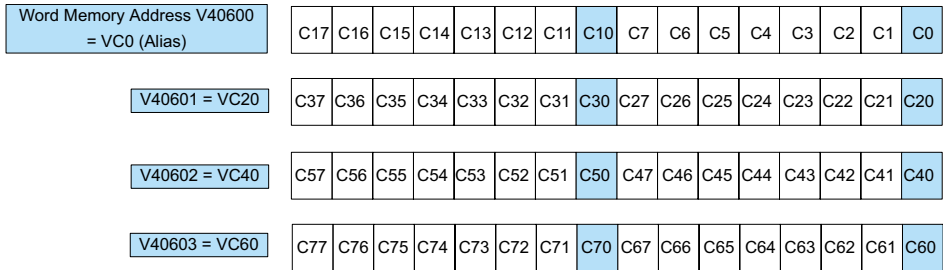 Word Memory Address V40600
= VC0 (Alias)
C17 C16 C15 C14 C13 C12 C11 C10 C7 C6 C5 C4 C3 C2 C1 C0
V40601 = VC20
C37 C36 C35 C34 C33 C32 C31 C30 C27 C26 C25 C24 C23 C22 C21 C20
V40602 = VC40
C57 C56 C55 C54 C53 C52 C51 C50 C47 C46 C45 C44 C43 C42 C41 C40
V40603 = VC60
C77 C76 C75 C74 C73 C72 C71 C70 C67 C66 C65 C64 C63 C62 C61 C60